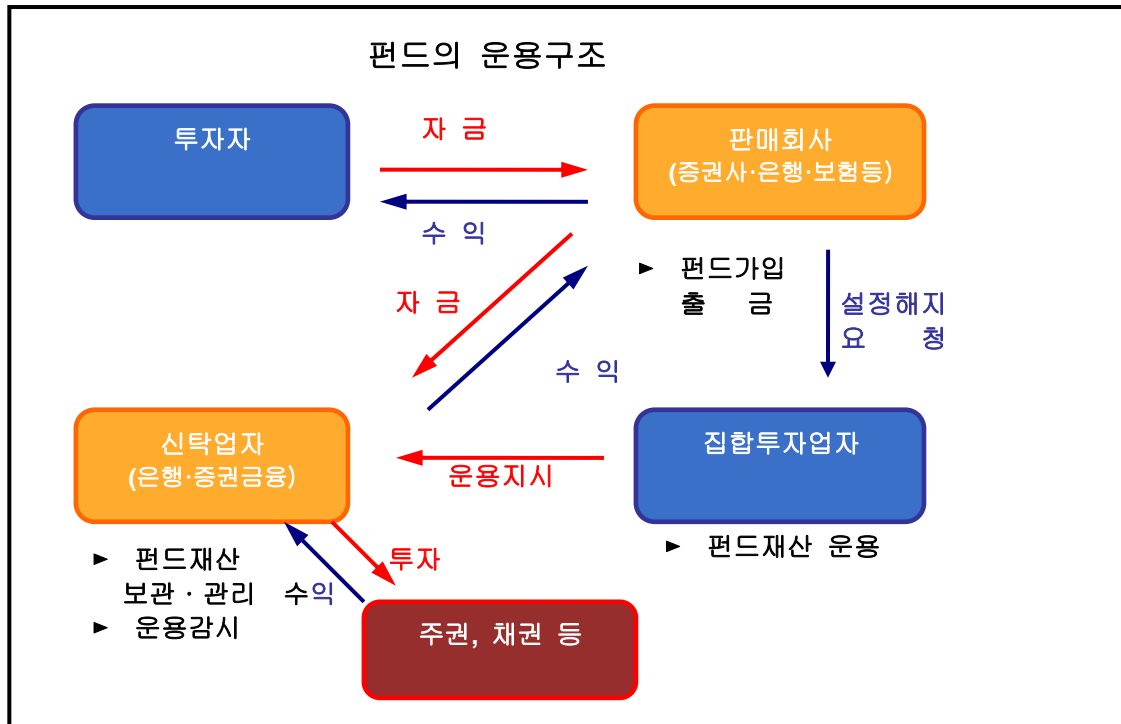 펀드의 운용구조
투자자
자 금
판매회사
(증권사·은행·보험등)
수 익
► 펀드가입
출 금
자 금
설정해지
요 청
수 익
신탁업자
(은행·증권금융)
운용지시
집합투자업자
► 펀드재산 운용
► 펀드재산
보관 · 관리
► 운용감시
투자
수익
주권, 채권 등